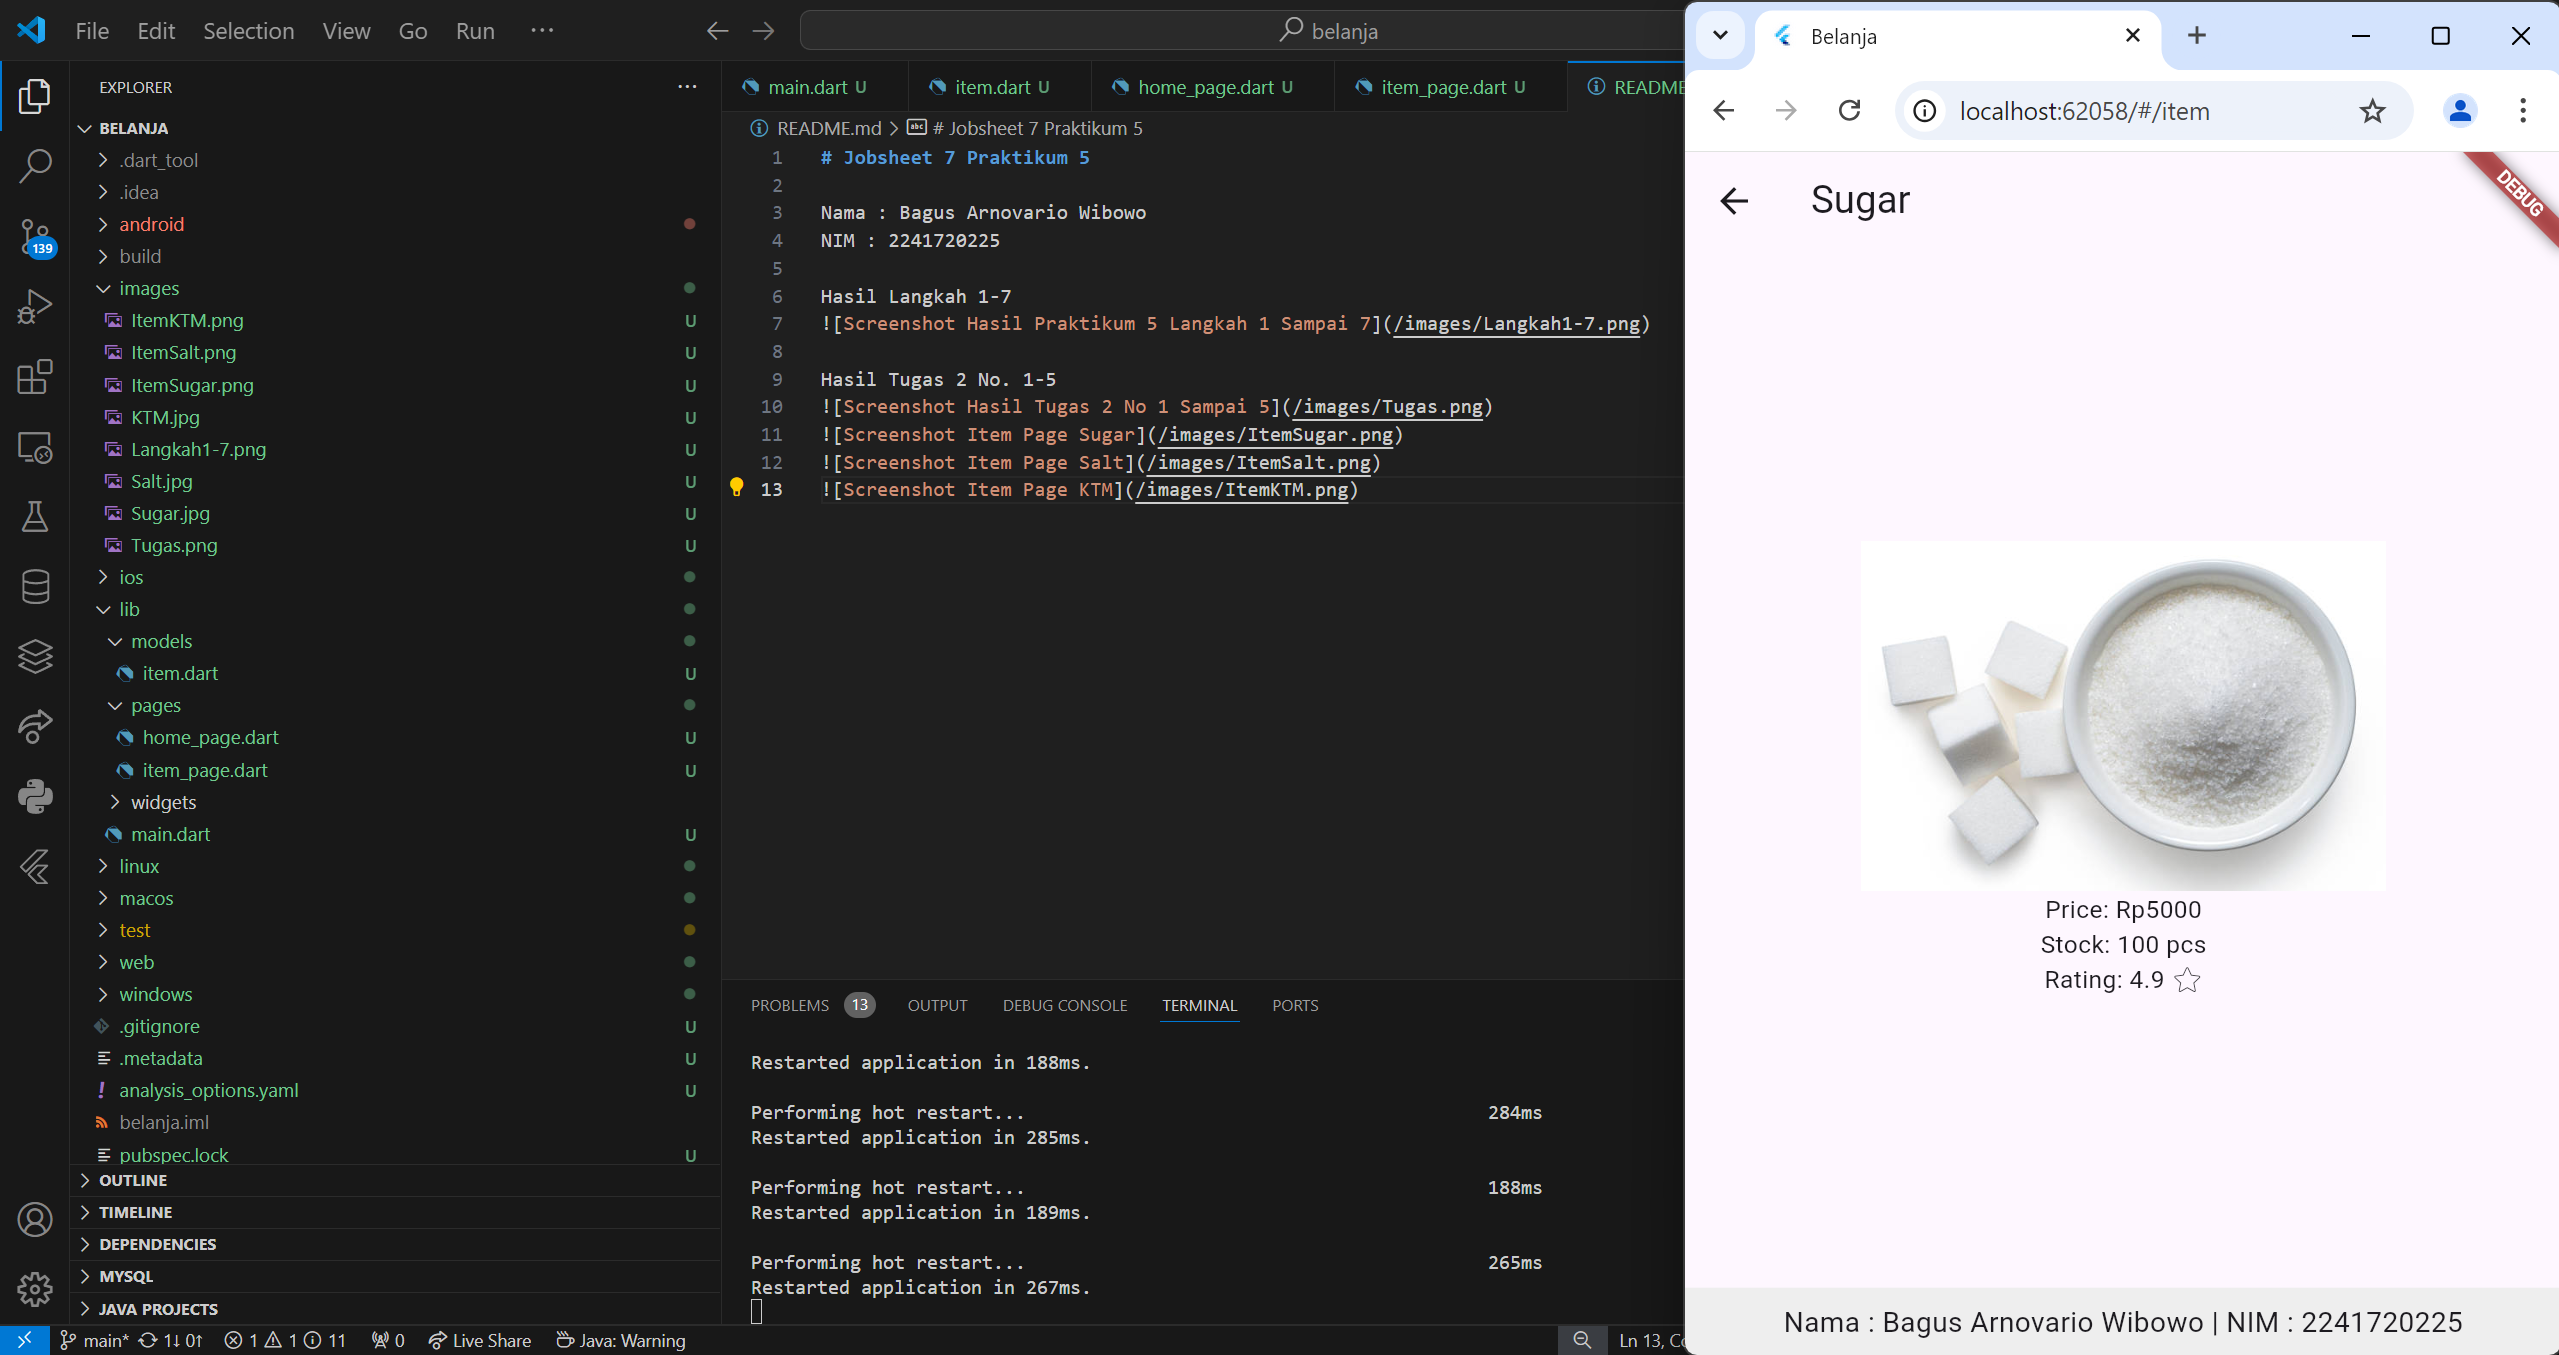 File Edit Selection View Go Run ···
belanja
EXPLORER
BELANJA
.dart_tool
.idea
android
build
images
ItemKTM.png U
ItemSalt.png U
ItemSugar.png U
KTM.jpg U
Langkah1-7.png U
Salt.jpg U
Sugar.jpg U
Tugas.png U
ios
lib
models
item.dart U
pages
home_page.dart U
item_page.dart U
widgets
main.dart U
linux
macos
test
web
windows
.gitignore U
.metadata U
analysis_options.yaml U
belanja.iml
pubspec.lock U
OUTLINE
TIMELINE
DEPENDENCIES
MYSQL
JAVA PROJECTS
139
main.dart U item.dart U home_page.dart U item_page.dart U README
README.md > # Jobsheet 7 Praktikum 5
1 # Jobsheet 7 Praktikum 5
2
3 Nama : Bagus Arnovario Wibowo
4 NIM : 2241720225
5
6 Hasil Langkah 1-7
7 ![Screenshot Hasil Praktikum 5 Langkah 1 Sampai 7](/images/Langkah1-7.png)
8
9 Hasil Tugas 2 No. 1-5
10 ![Screenshot Hasil Tugas 2 No 1 Sampai 5](/images/Tugas.png)
11 ![Screenshot Item Page Sugar](/images/ItemSugar.png)
12 ![Screenshot Item Page Salt](/images/ItemSalt.png)
13 ![Screenshot Item Page KTM](/images/ItemKTM.png)
PROBLEMS 13 OUTPUT DEBUG CONSOLE TERMINAL PORTS
Restarted application in 188ms.
Performing hot restart... 284ms
Restarted application in 285ms.
Performing hot restart... 188ms
Restarted application in 189ms.
Performing hot restart... 265ms
Restarted application in 267ms.
main* 1↓ 0↑ 1 1 11 0 Live Share Java: Warning Ln 13,
Belanja
localhost:62058/#/item
Sugar
DEBUG
Price: Rp5000
Stock: 100 pcs
Rating: 4.9
Nama : Bagus Arnovario Wibowo | NIM : 2241720225